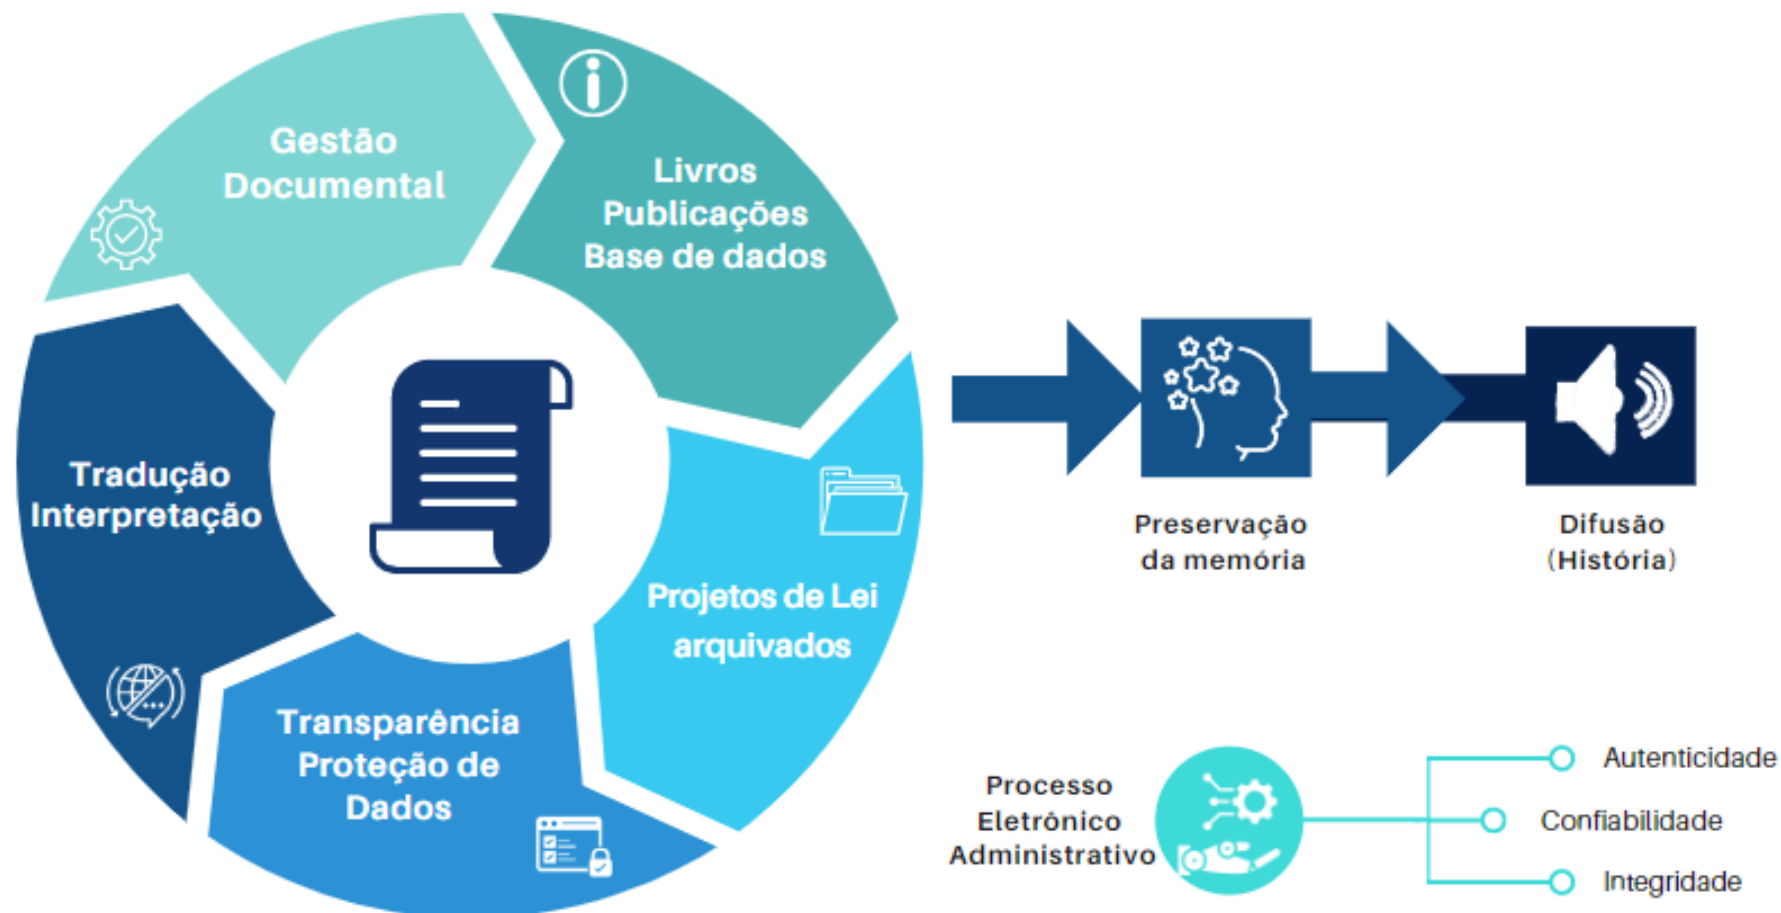 Gestão
Documental
Livros
Publicações
Base de dados
Projetos de Lei
arquivados
Transparência
Proteção de
Dados
Tradução
Interpretação
Preservação
da memória
Difusão
(História)
Processo
Eletrônico
Administrativo
Autenticidade
Confiabilidade
Integridade